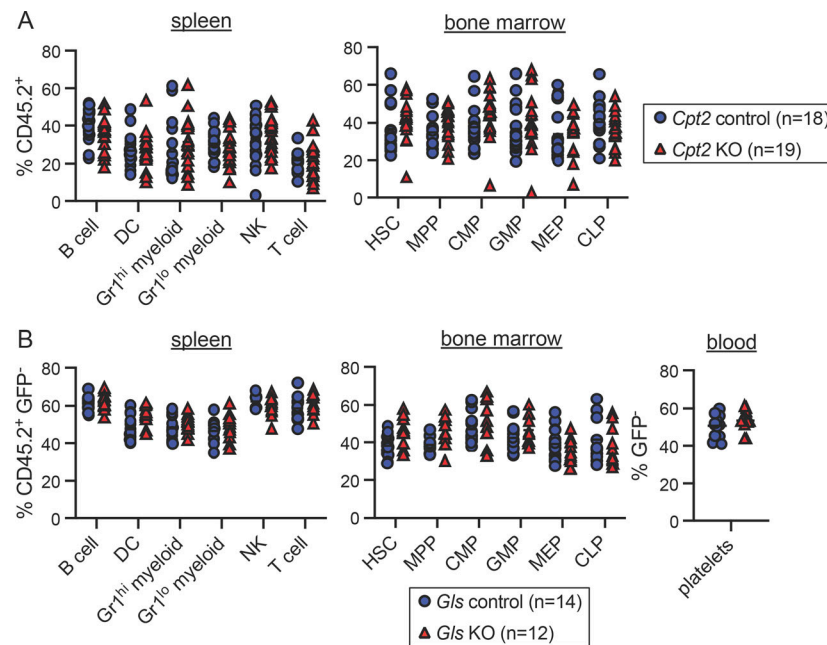 A
spleen
bone marrow
% CD45.2⁺
80
60
40
20
0
B cell
DC
Gr1ʰⁱ myeloid
Gr1ˡᵒ myeloid
NK
T cell
80
60
40
20
0
HSC
MPP
CMP
GMP
MEP
CLP
Cpt2 control (n=18)
Cpt2 KO (n=19)
B
spleen
bone marrow
blood
% CD45.2⁺ GFP⁻
80
60
40
20
0
B cell
DC
Gr1ʰⁱ myeloid
Gr1ˡᵒ myeloid
NK
T cell
80
60
40
20
0
HSC
MPP
CMP
GMP
MEP
CLP
% GFP⁻
80
60
40
20
0
platelets
Gls control (n=14)
Gls KO (n=12)